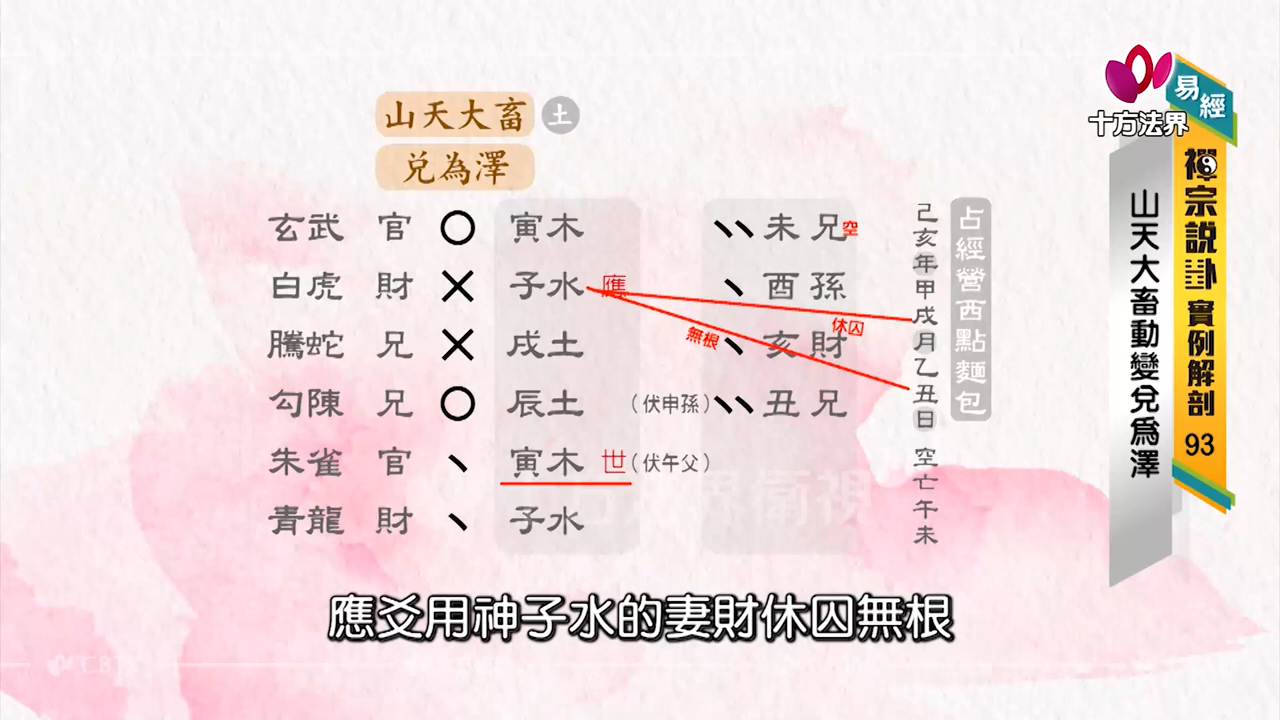 山天大畜 土
兌為澤
玄武 官 〇 寅木 未 兄 空
白虎 財 × 子水 應 酉 孫
騰蛇 兄 × 戌土 亥 財
勾陳 兄 〇 辰土 (伏申孫) 丑 兄
朱雀 官 寅木 世 (伏午父)
青龍 財 子水
無根
休囚
己亥年甲戌月乙丑日 空亡午未
占經營西點麵包
十方法界
易經
禪宗說卦 實例解剖 93
山天大畜動變兌為澤
十方法界衛視
應爻用神子水的妻財休囚無根